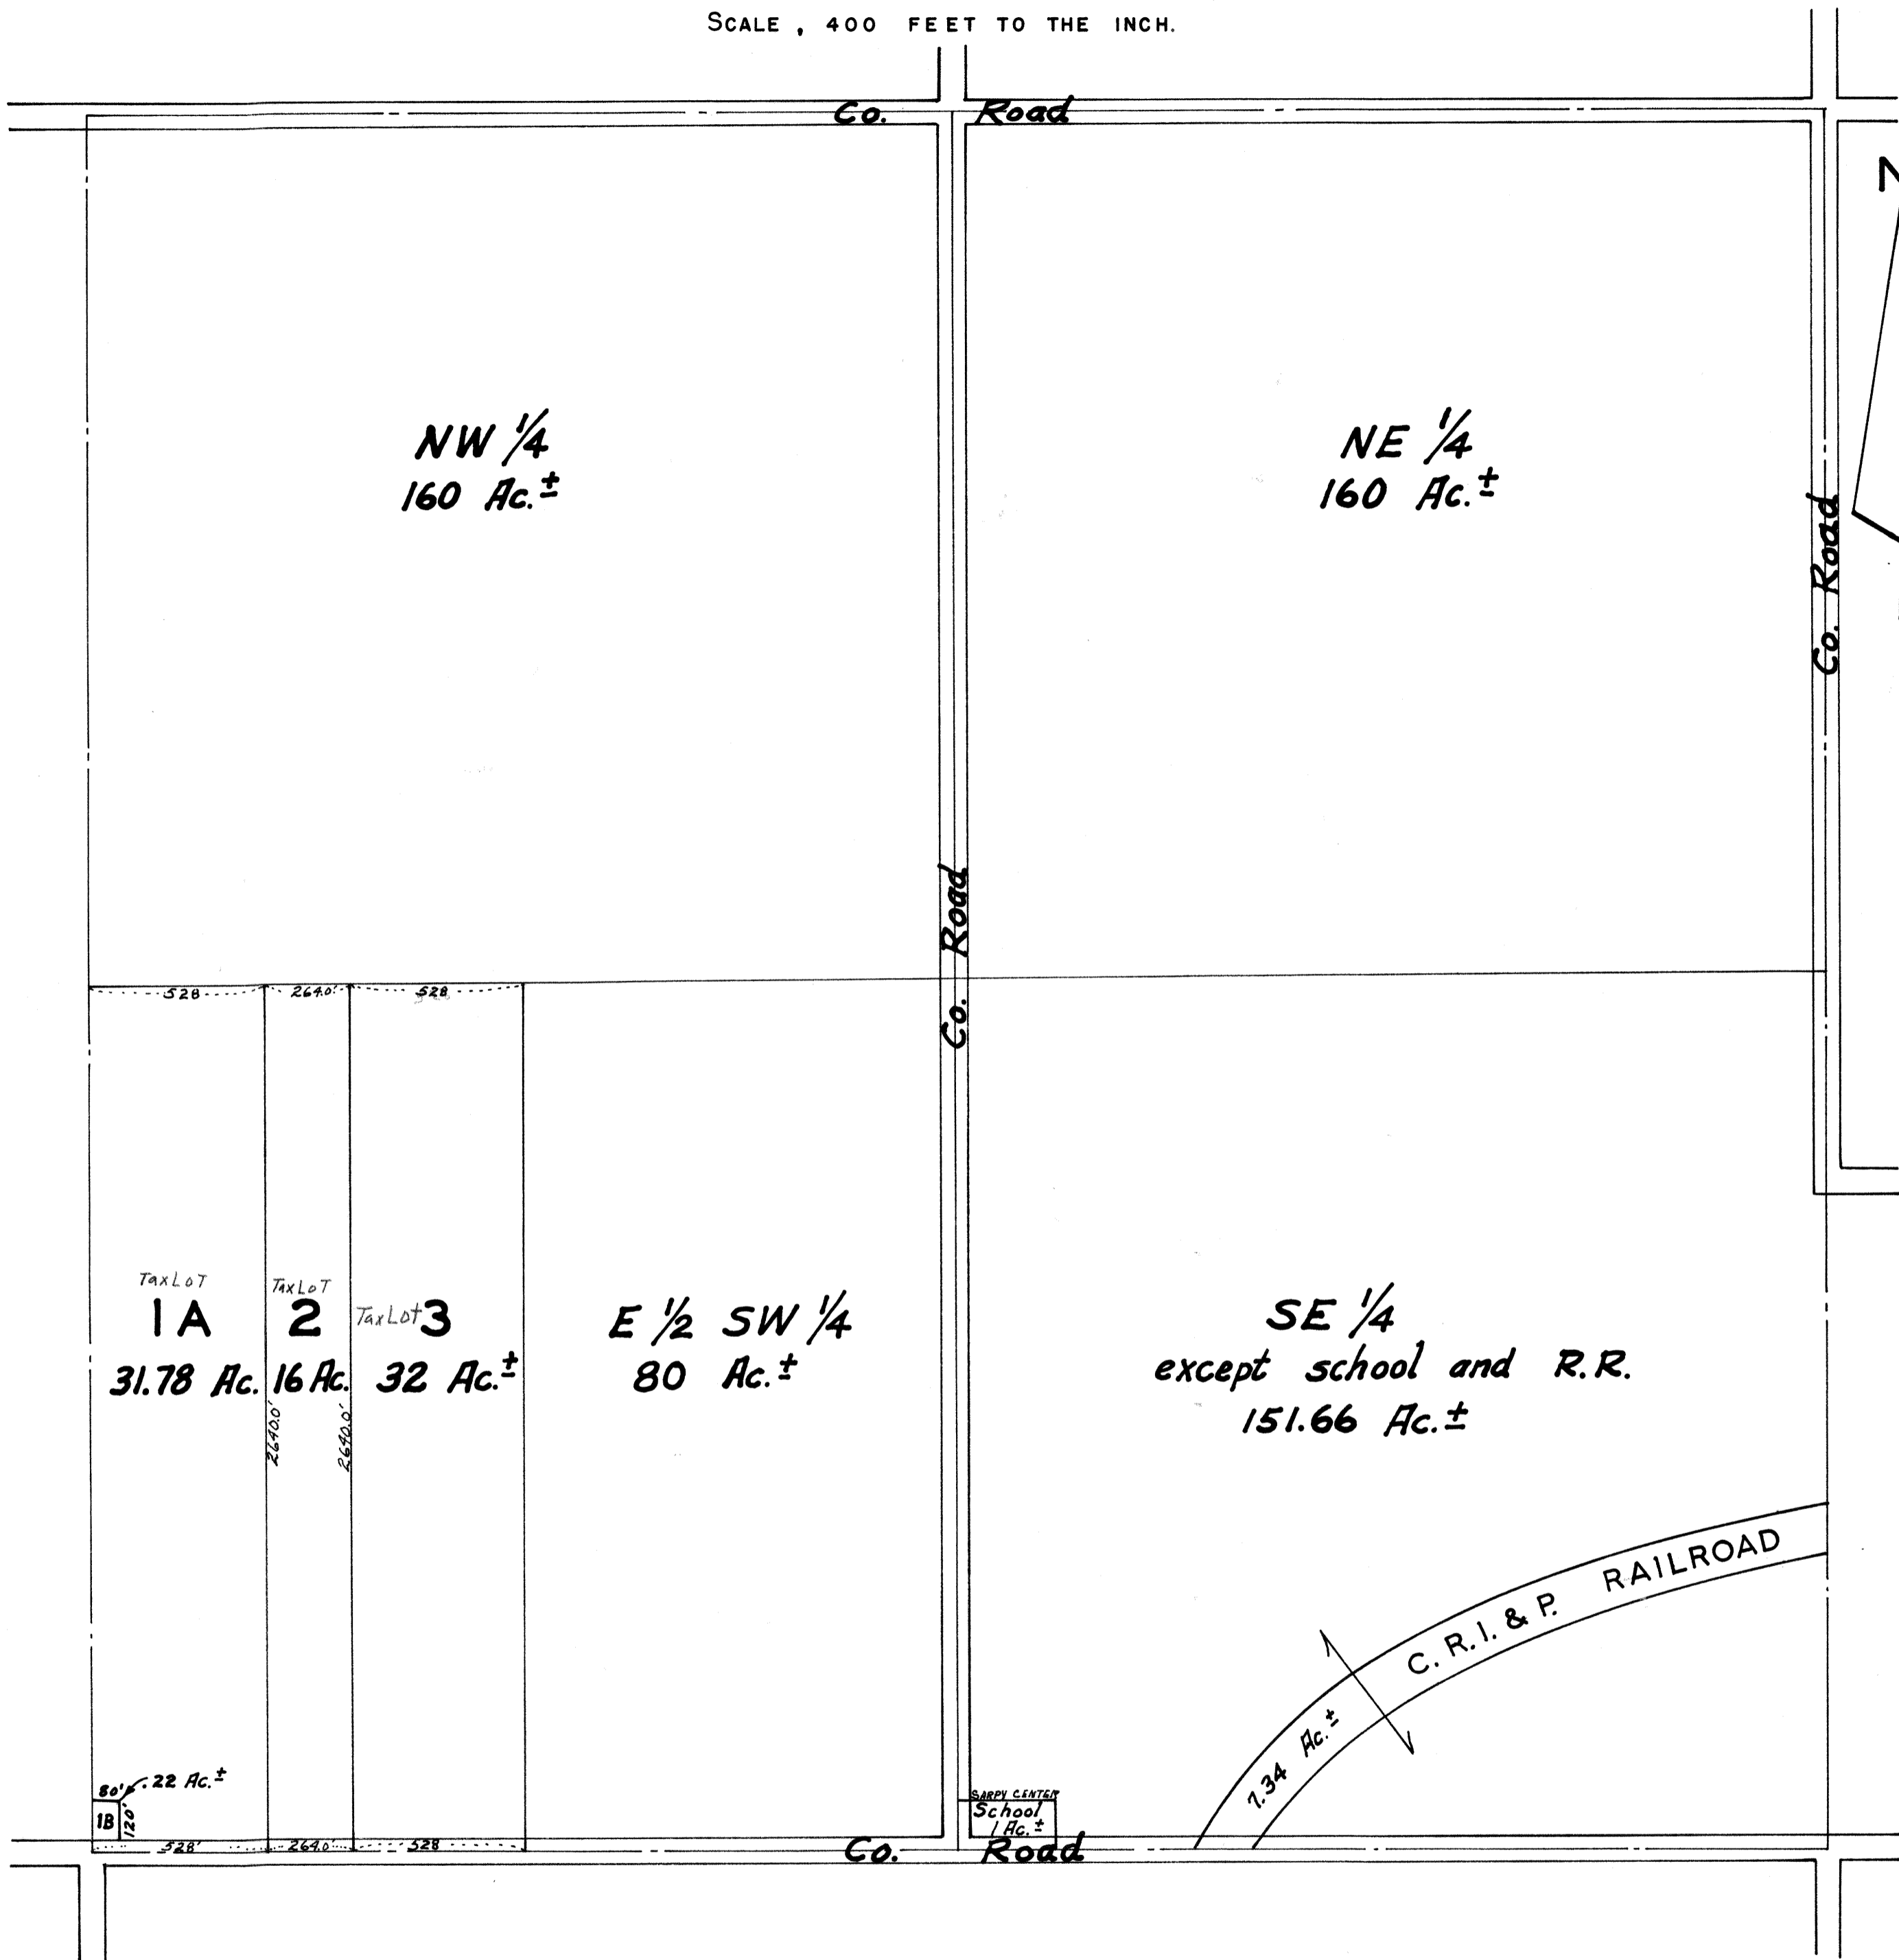 SCALE , 400 FEET TO THE INCH.
Co. Road
N
NW 1/4
160 Ac.±
NE 1/4
160 Ac.±
Co. Road
Co. Road
528
264.0'
528
Tax LoT
1A
31.78 Ac.
Tax LoT
2
16 Ac.
2640.0'
2640.0'
Tax Lot 3
32 Ac.±
E 1/2 SW 1/4
80 Ac.±
SE 1/4
except school and R.R.
151.66 Ac.±
C. R. I. & P. RAILROAD
7.34 Ac.±
80'
.22 Ac.±
1B
120'
SARPY CENTER
School
1 Ac.±
528'
264.0
528
Co. Road